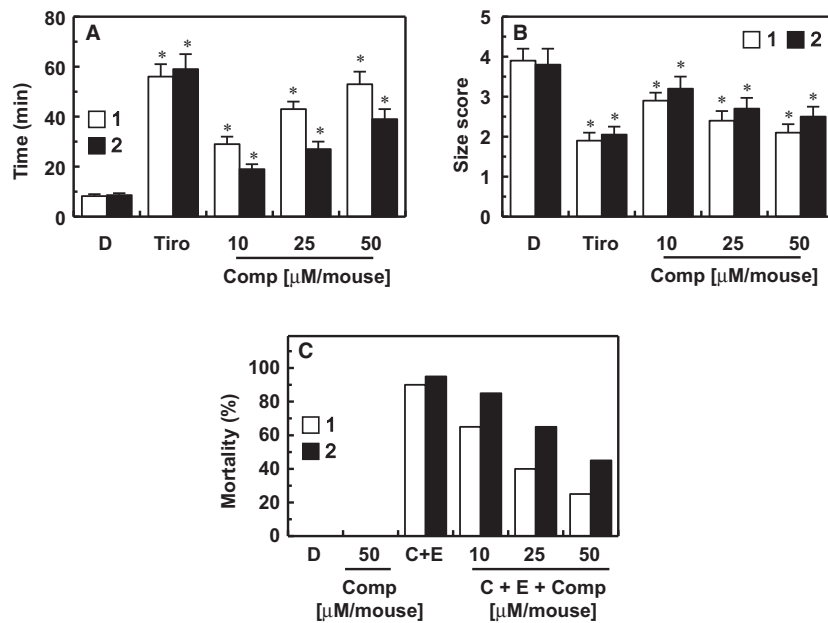 A
Time (min)
80
60
40
20
0
1
2
* * * * * * * *
D Tiro 10 25 50
Comp [μM/mouse]
B
Size score
5
4
3
2
1
0
1 2
* * * * * * * *
D Tiro 10 25 50
Comp [μM/mouse]
C
Mortality (%)
100
80
60
40
20
0
1
2
D 50 C+E 10 25 50
Comp
[μM/mouse]
C + E + Comp
[μM/mouse]